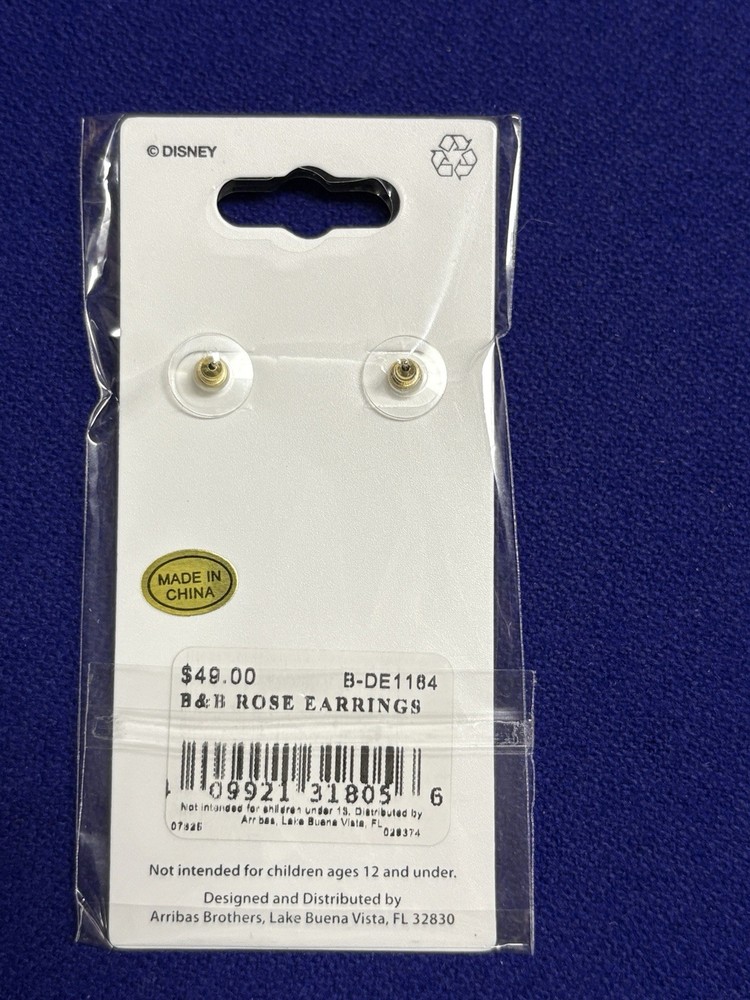 © DISNEY
MADE IN
CHINA
$49.00 B-DE1164
B&B ROSE EARRINGS
09921 31805 6
Not intended for children under 13. Distributed by
Arribas, Lake Buena Vista, FL
Not intended for children ages 12 and under.
Designed and Distributed by
Arribas Brothers, Lake Buena Vista, FL 32830